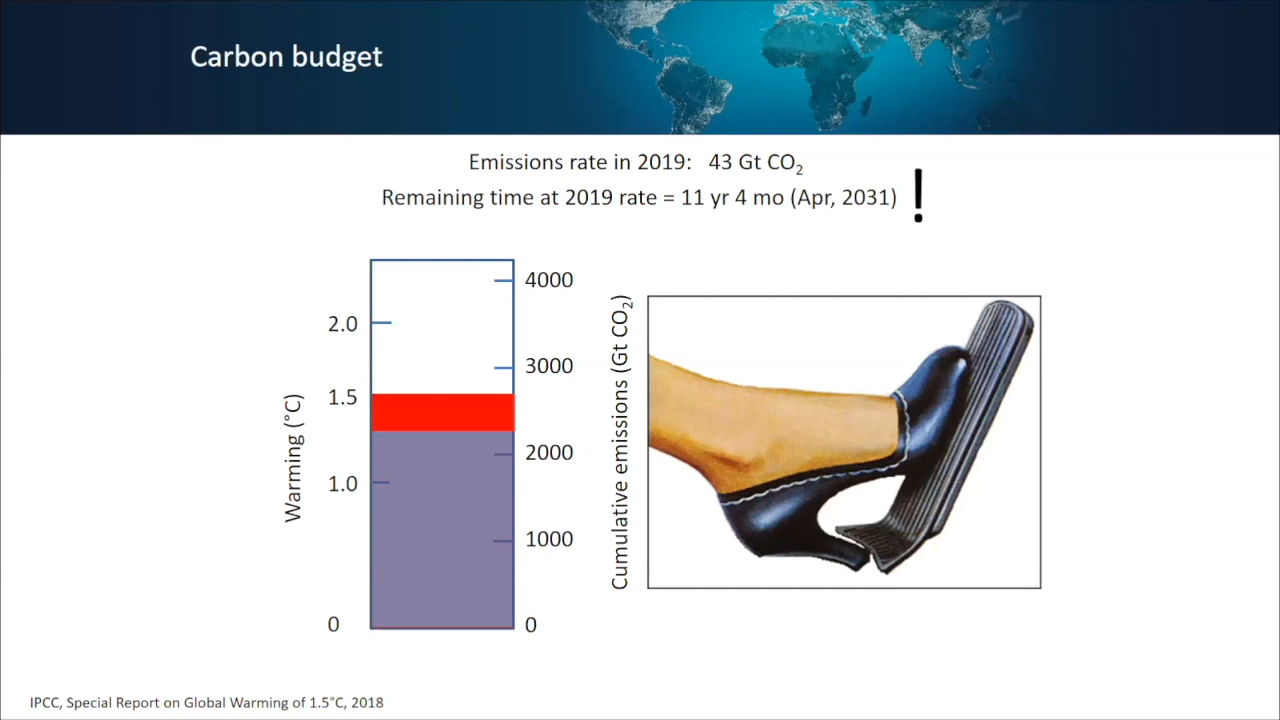 Carbon budget
Emissions rate in 2019: 43 Gt CO₂
Remaining time at 2019 rate = 11 yr 4 mo (Apr, 2031) !
4000
2.0
3000
1.5
2000
1.0
1000
0
0
Warming (°C)
Cumulative emissions (Gt CO₂)
IPCC, Special Report on Global Warming of 1.5°C, 2018